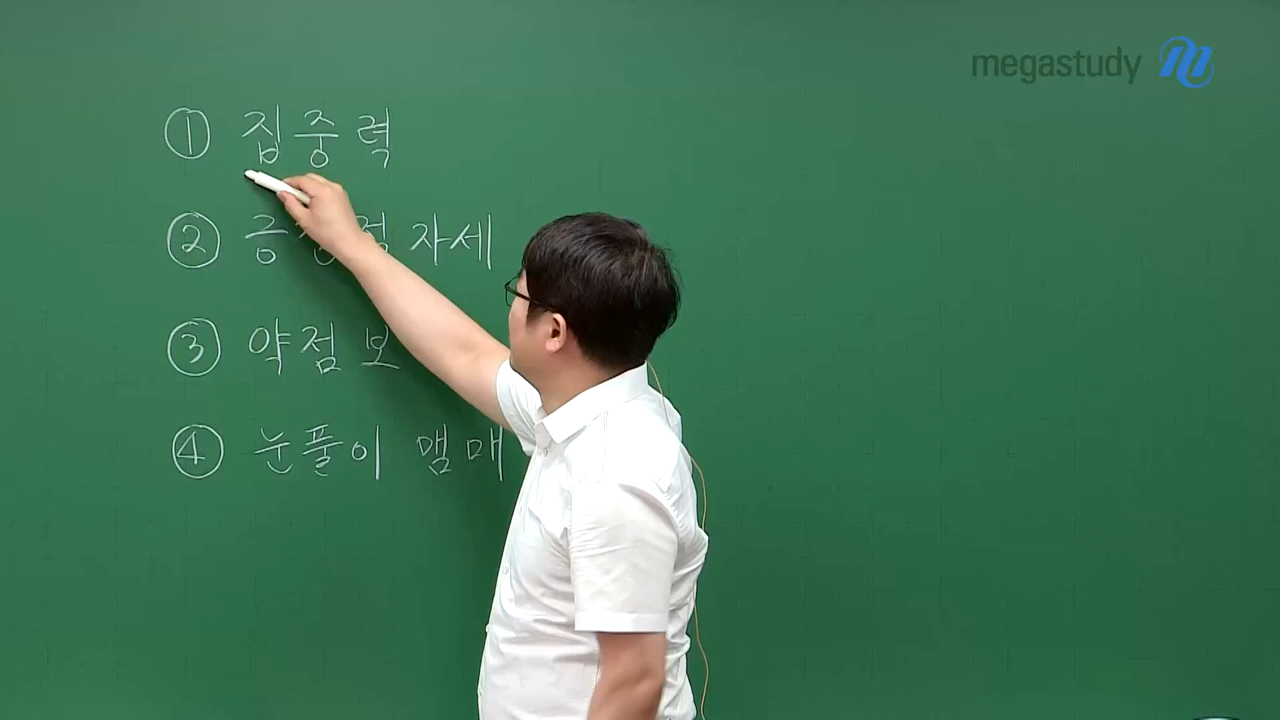 megastudy
① 집중력
② 자세
③ 약점
④ 눈풀이 맴매